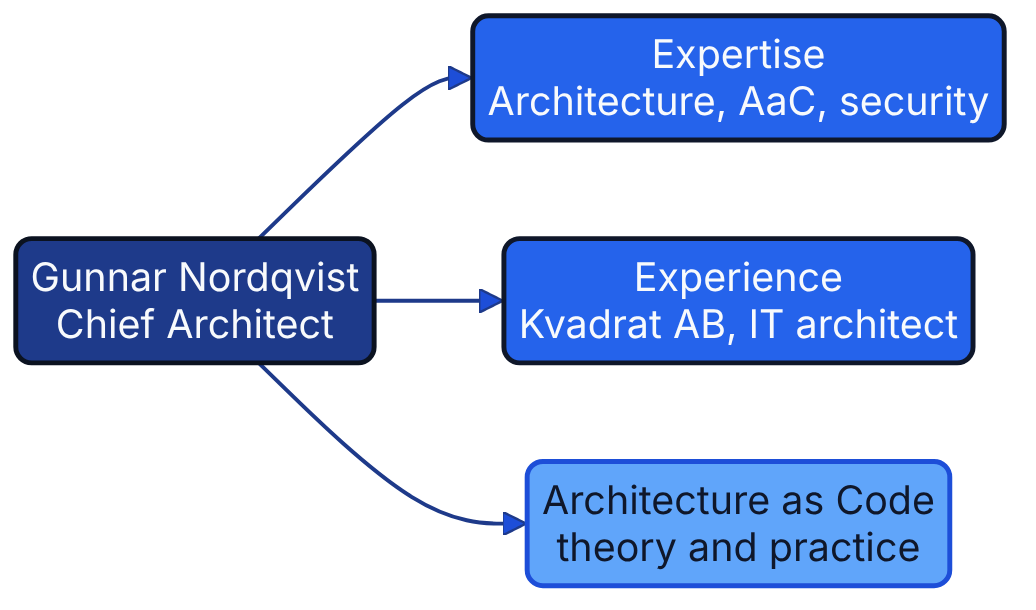 Expertise
Architecture, AaC, security
Gunnar Nordqvist
Chief Architect
Experience
Kvadrat AB, IT architect
Architecture as Code
theory and practice